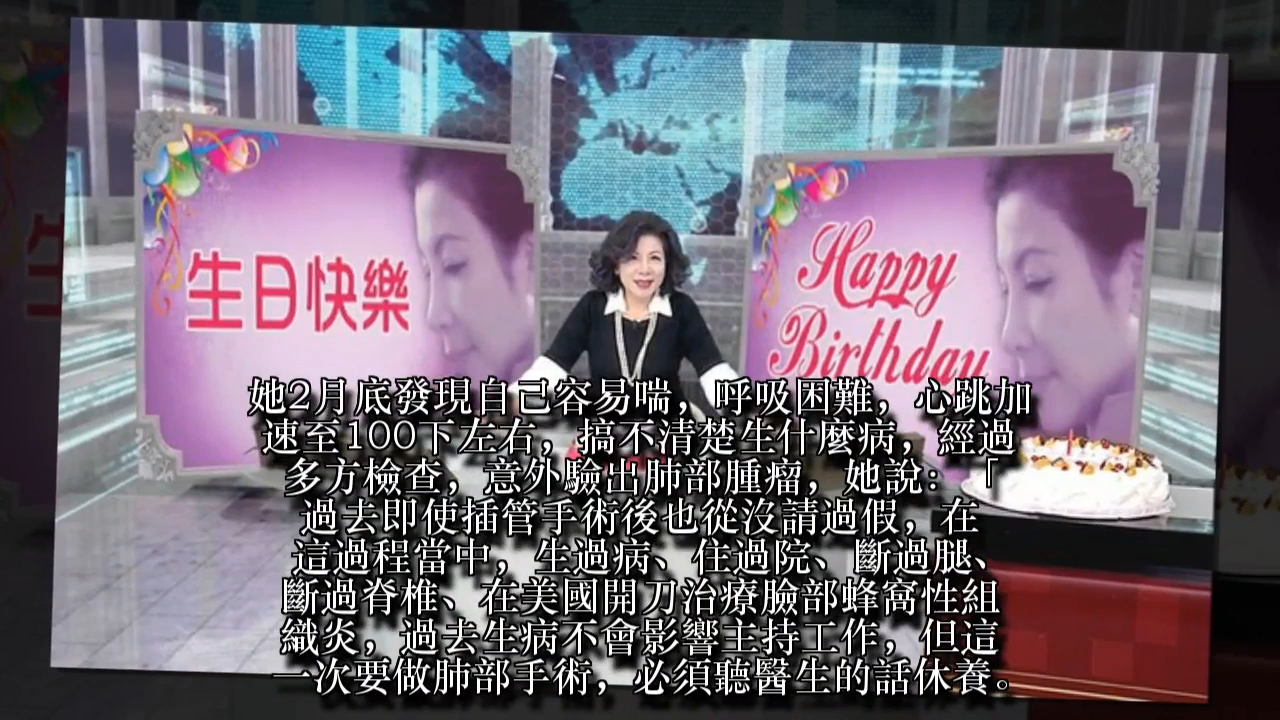 生日快樂
Happy
Birthday
她2月底發現自己容易喘，呼吸困難，心跳加
速至100下左右，搞不清楚生什麼病，經過
多方檢查，意外驗出肺部腫瘤，她說：「
過去即使插管手術後也從沒請過假，在
這過程當中，生過病、住過院、斷過腿、
斷過脊椎、在美國開刀治療臉部蜂窩性組
織炎，過去生病不會影響主持工作，但這
一次要做肺部手術，必須聽醫生的話休養。